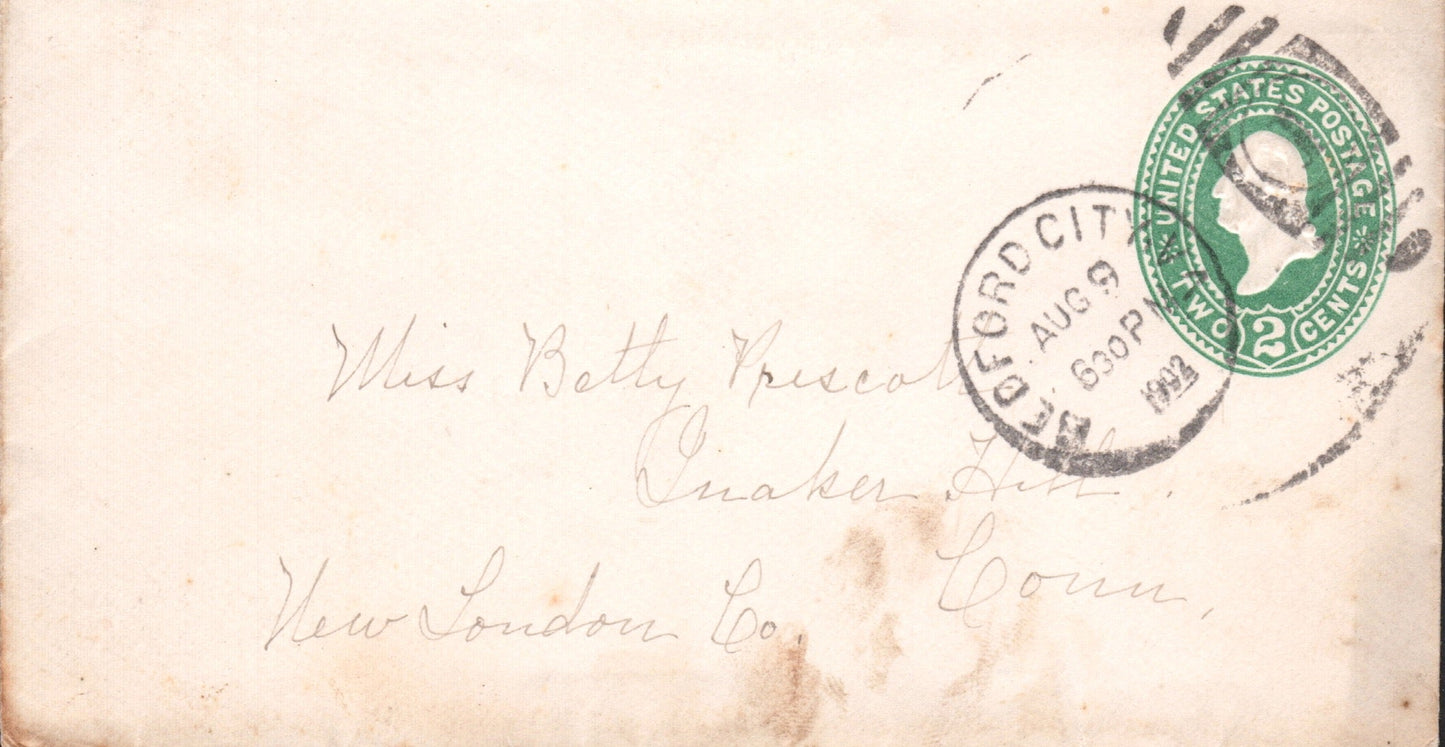 UNITED STATES POSTAGE
TWO 2 CENTS
BEDFORD CITY VA
AUG 9
630 PM
Miss Betty Prescott
Quaker Hill.
New London Co. Conn,